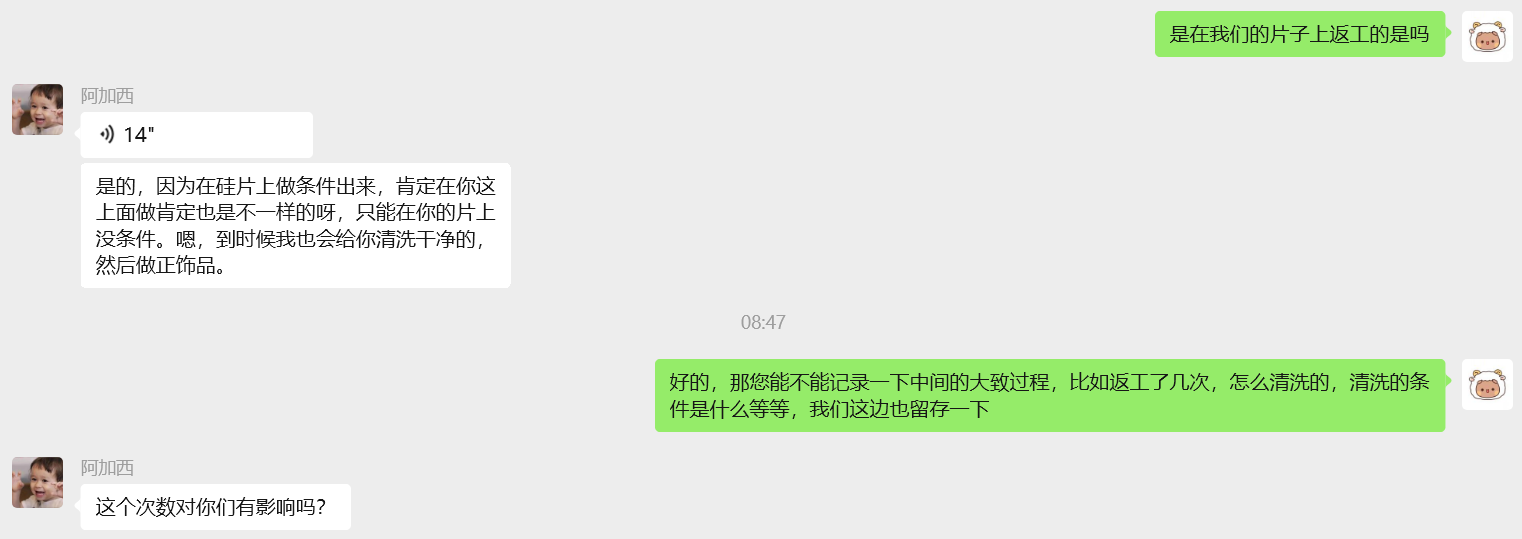 是在我们的片子上返工的是吗
阿加西
14"
是的，因为在硅片上做条件出来，肯定在你这
上面做肯定也是不一样的呀，只能在你的片上
没条件。嗯，到时候我也会给你清洗干净的，
然后做正饰品。
08:47
好的，那您能不能记录一下中间的大致过程，比如返工了几次，怎么清洗的，清洗的条
件是什么等等，我们这边也留存一下
阿加西
这个次数对你们有影响吗？